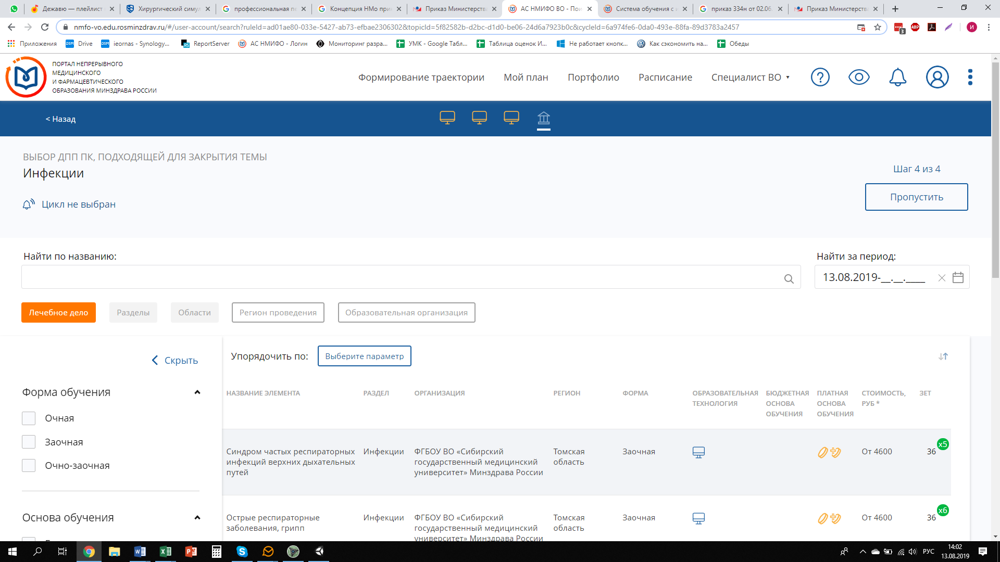 Дежавю — плейлист
Хирургический симул
профессиональная пе
Концепция НМо при
Приказ Министерства
АС НМИФО ВО - Пои
Система обучения с и
приказ 334н от 02.06.
Приказ Министерства
nmfo-vo.edu.rosminzdrav.ru/#/user-account/search?ruleId=ad01ae80-033e-5427-ab73-efbae2306302&topicId=5f82582b-d2bc-d1d0-be06-24d6a7923b0c&cycleId=6a974fe6-0da0-493e-88fa-89d3783a2457
3
ABP
И
Приложения
DSM Drive
DSM ieornas - Synology...
RS ReportServer
АС НМИФО - Логин
Мониторинг разра...
УМК - Google Табл...
Таблица оценок И...
Не работает кнопк...
Как сэкономить на...
Обеды
ПОРТАЛ НЕПРЕРЫВНОГО
МЕДИЦИНСКОГО
И ФАРМАЦЕВТИЧЕСКОГО
ОБРАЗОВАНИЯ МИНЗДРАВА РОССИИ
Формирование траектории
Мой план
Портфолио
Расписание
Специалист ВО
?
< Назад
ВЫБОР ДПП ПК, ПОДХОДЯЩЕЙ ДЛЯ ЗАКРЫТИЯ ТЕМЫ
Инфекции
Шаг 4 из 4
Пропустить
Цикл не выбран
Найти по названию:
Найти за период:
13.08.2019-__.__.____
Лечебное дело
Разделы
Области
Регион проведения
Образовательная организация
Скрыть
Упорядочить по:
Выберите параметр
Форма обучения
Очная
Заочная
Очно-заочная
Основа обучения
НАЗВАНИЕ ЭЛЕМЕНТА
РАЗДЕЛ
ОРГАНИЗАЦИЯ
РЕГИОН
ФОРМА
ОБРАЗОВАТЕЛЬНАЯ
ТЕХНОЛОГИЯ
БЮДЖЕТНАЯ
ОСНОВА
ОБУЧЕНИЯ
ПЛАТНАЯ
ОСНОВА
ОБУЧЕНИЯ
СТОИМОСТЬ,
РУБ *
ЗЕТ
Синдром частых респираторных
инфекций верхних дыхательных
путей
Инфекции
ФГБОУ ВО «Сибирский
государственный медицинский
университет» Минздрава России
Томская
область
Заочная
От 4600
36
x5
Острые респираторные
заболевания, грипп
Инфекции
ФГБОУ ВО «Сибирский
государственный медицинский
университет» Минздрава России
Томская
область
Заочная
От 4600
36
x6
РУС
14:02
13.08.2019